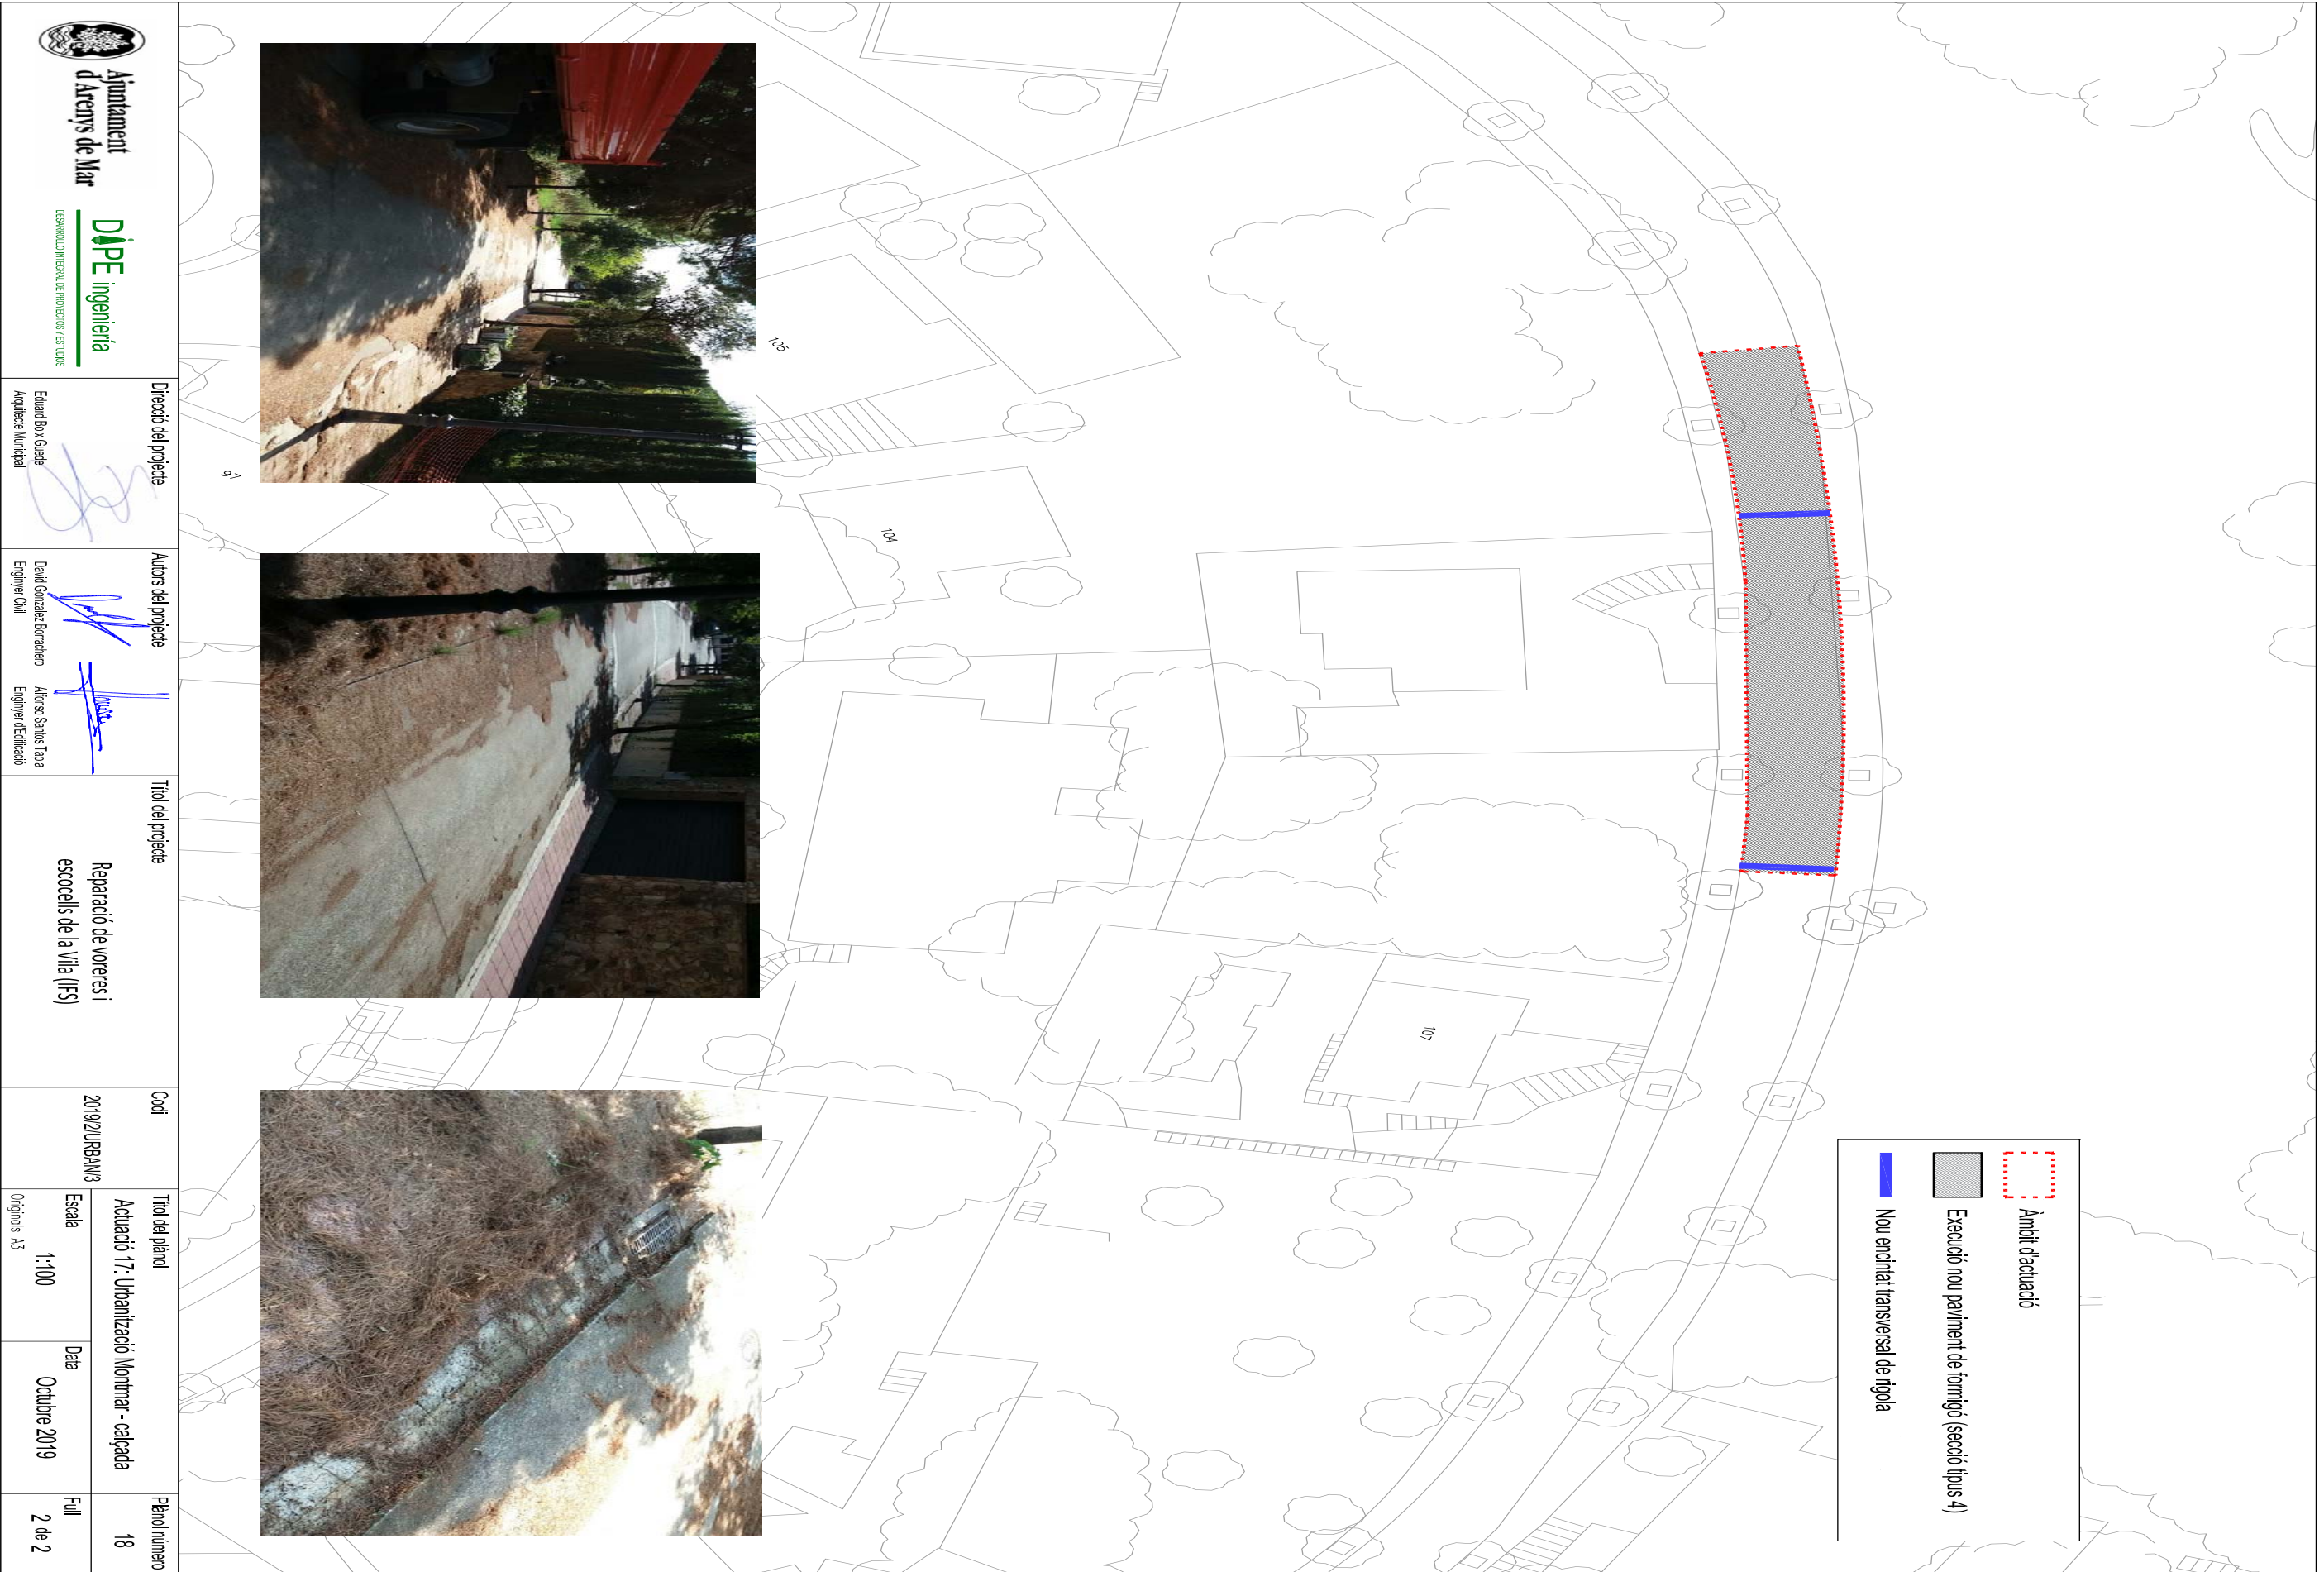 Àmbit d'actuació
Execució nou paviment de formigó (secció tipus 4)
Nou encintat transversal de rígola
105
104
107
97
Ajuntament
d'Arenys de Mar
DIPE ingeniería
DESARROLLO INTEGRAL DE PROYECTOS Y ESTUDIOS
Direcció del projecte
Eduard Boix Guede
Arquitecte Municipal
Autors del projecte
David Gonzalez Borrachero
Enginyer Civil
Alfonso Santos Tapia
Enginyer d'Edificació
Títol del projecte
Reparació de voreres i
escocells de la Vila (IFS)
Codi
2019/2/URBAN/3
Títol del plànol
Actuació 17: Urbanització Montmar - calçada
Plànol número
18
Escala
1:100
Originals A3
Data
Octubre 2019
Full
2 de 2